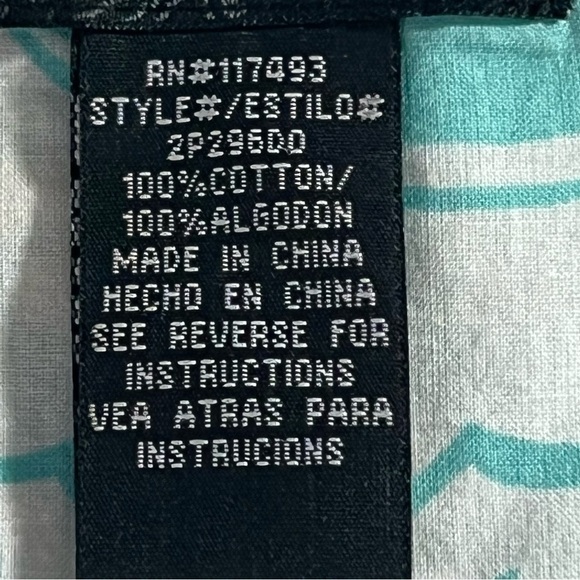 RN#117493
STYLE#/ESTILO#
2P296DO
100%COTTON/
100%ALGODON
MADE IN CHINA
HECHO EN CHINA
SEE REVERSE FOR
INSTRUCTIONS
VEA ATRAS PARA
INSTRUCIONS